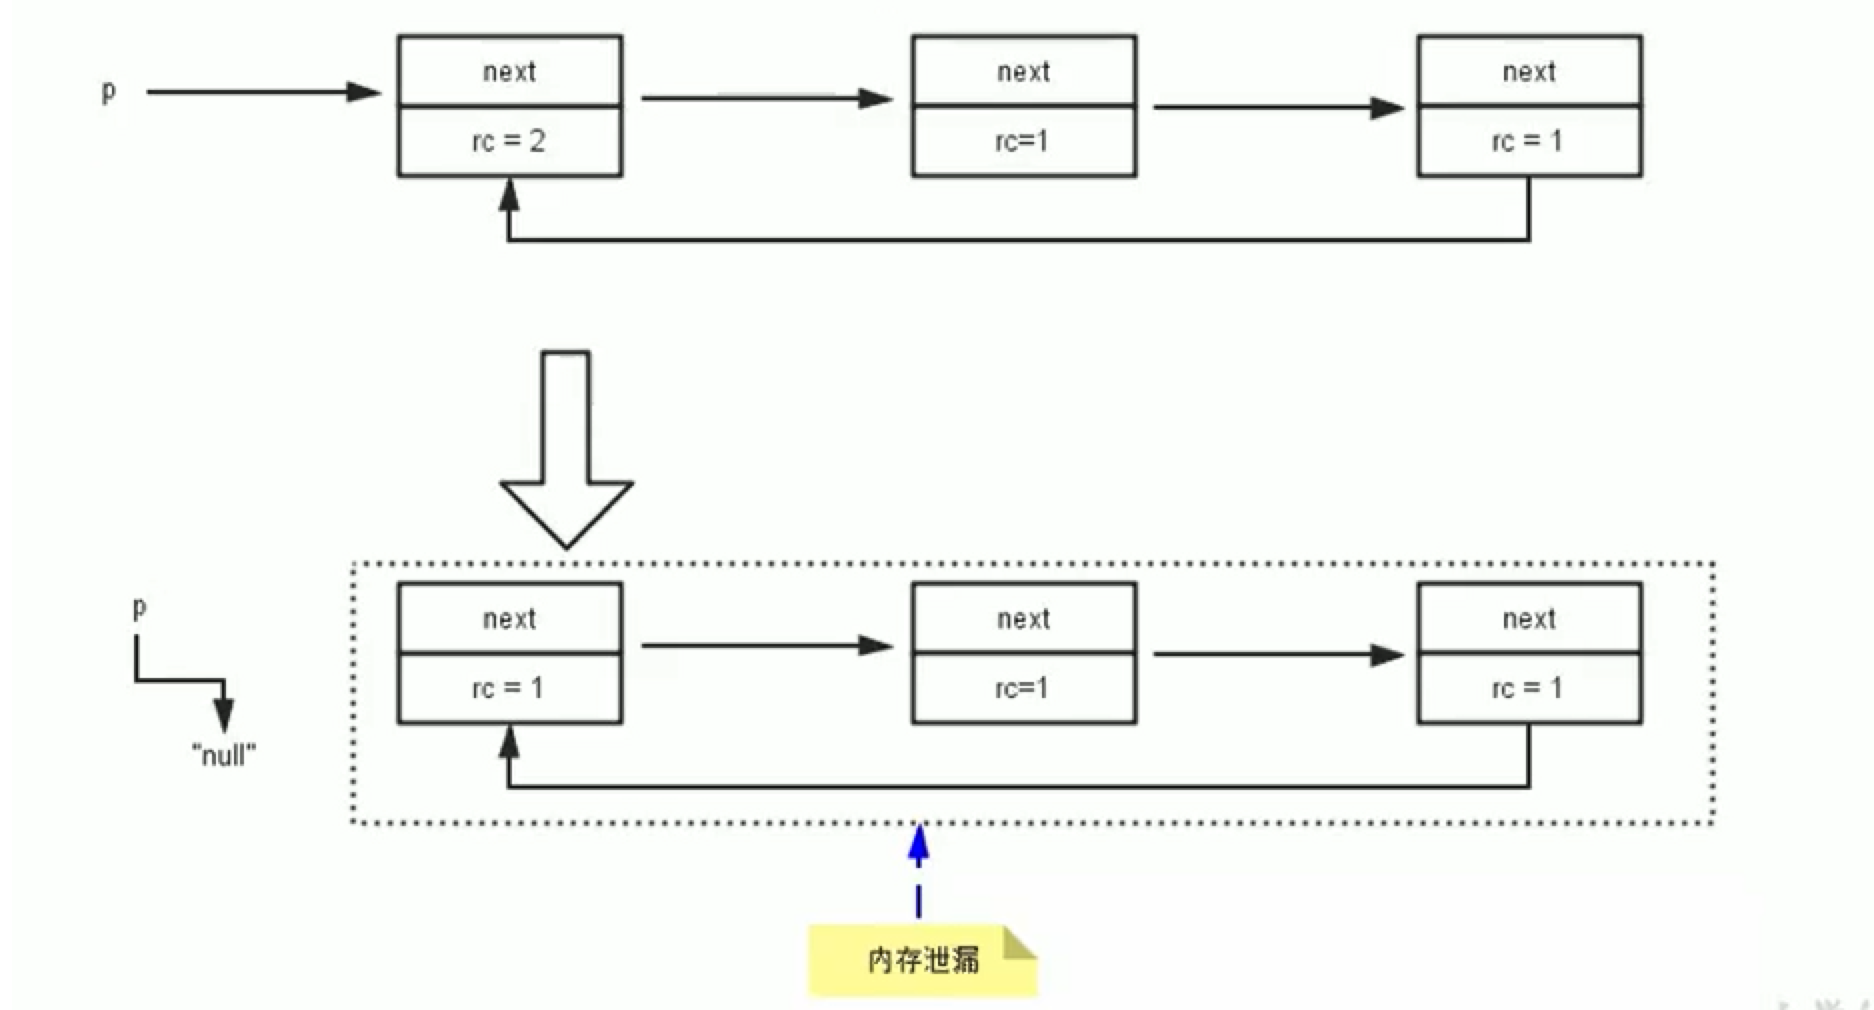 p
next
next
next
rc = 2
rc=1
rc = 1
p
next
next
next
rc = 1
rc=1
rc = 1
"null"
内存泄漏